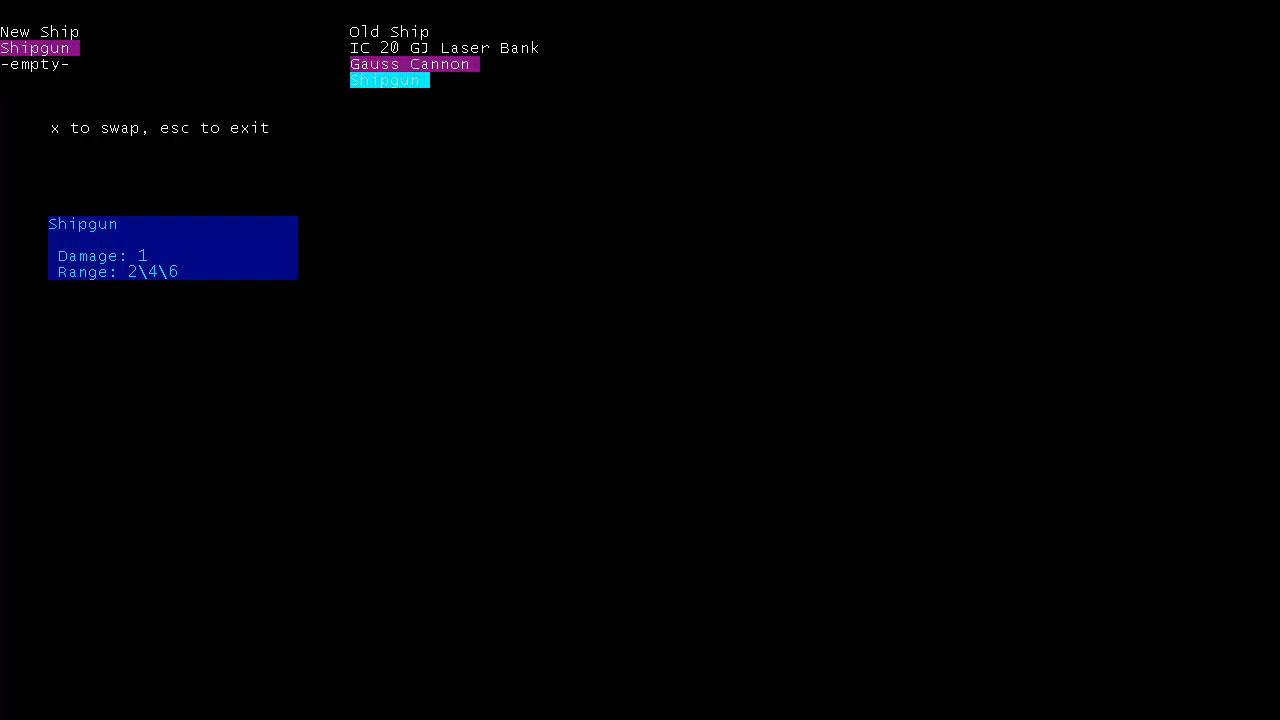 New Ship
Shipgun
-empty-
Old Ship
IC 20 GJ Laser Bank
Gauss Cannon
Shipgun
x to swap, esc to exit
Shipgun
Damage: 1
Range: 2\4\6